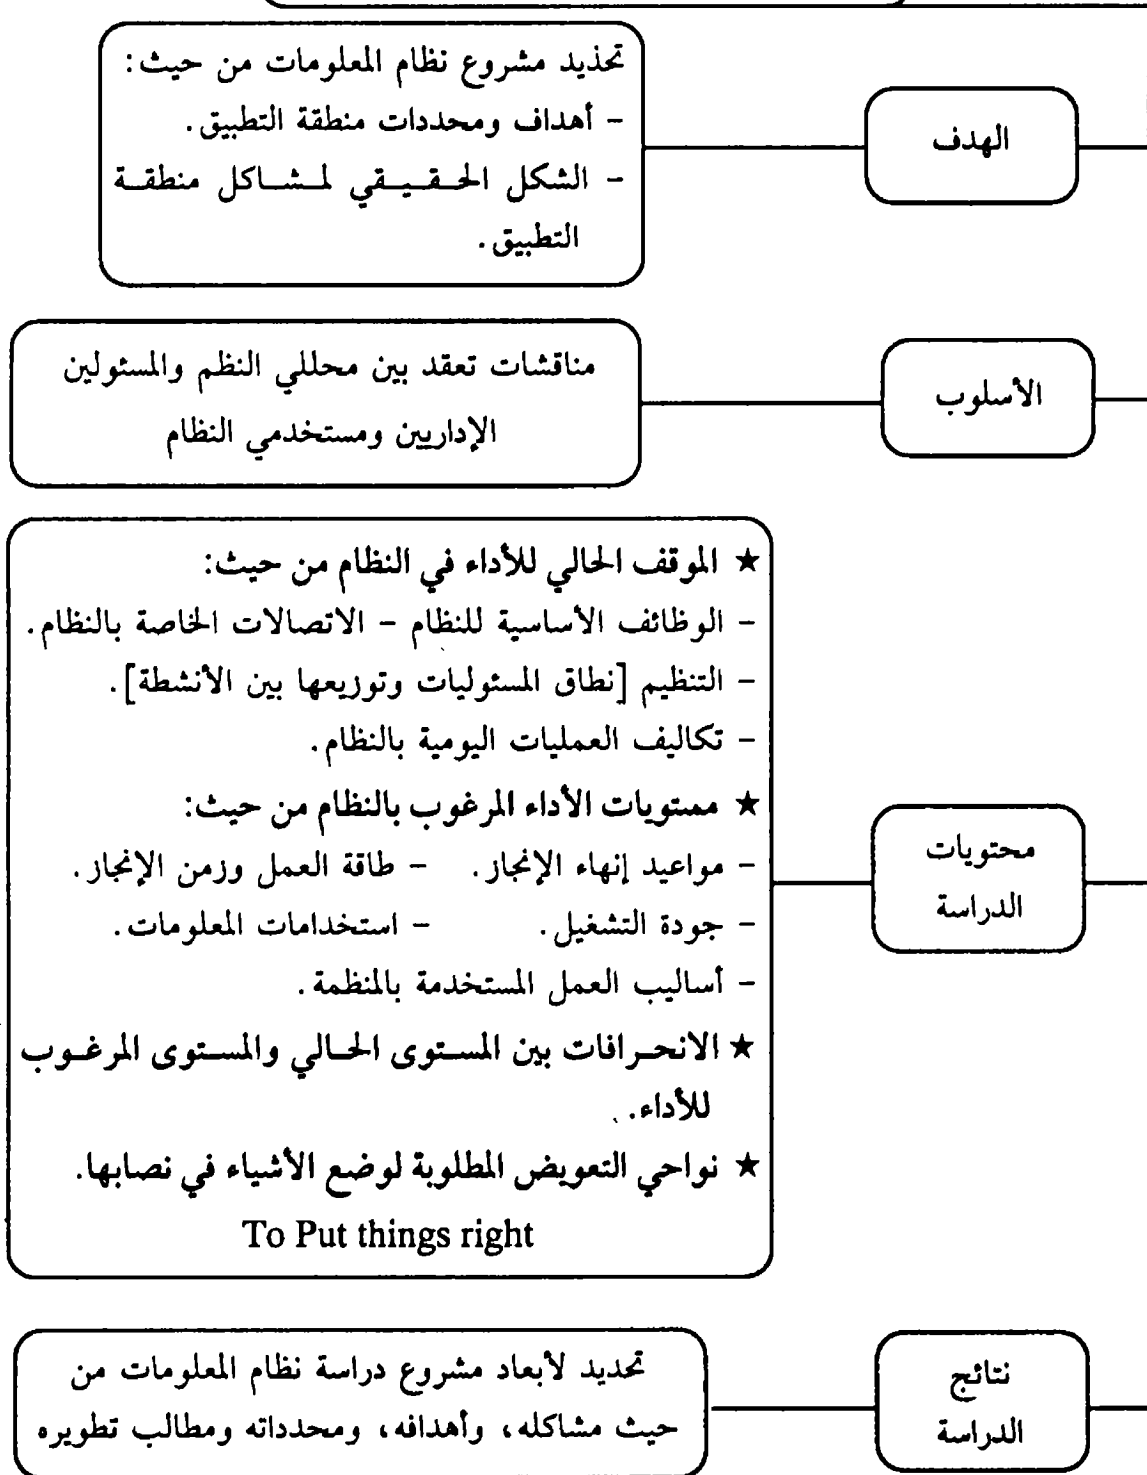 الهدف
تحذيد مشروع نظام المعلومات من حيث:
- أهداف ومحددات منطقة التطبيق.
- الشكل الحقيقي لمشاكل منطقة
التطبيق.
الأسلوب
مناقشات تعقد بين محللي النظم والمسئولين
الإداريين ومستخدمي النظام
محتويات
الدراسة
★ الموقف الحالي للأداء في النظام من حيث:
- الوظائف الأساسية للنظام - الاتصالات الخاصة بالنظام.
- التنظيم [نطاق المسئوليات وتوزيعها بين الأنشطة].
- تكاليف العمليات اليومية بالنظام.
★ مستويات الأداء المرغوب بالنظام من حيث:
- مواعيد إنهاء الإنجاز. - طاقة العمل وزمن الإنجاز.
- جودة التشغيل. - استخدامات المعلومات.
- أساليب العمل المستخدمة بالمنظمة.
★ الانحرافات بين المستوى الحالي والمستوى المرغوب
للأداء.
★ نواحي التعويض المطلوبة لوضع الأشياء في نصابها.
To Put things right
نتائج
الدراسة
تحديد لأبعاد مشروع دراسة نظام المعلومات من
حيث مشاكله، وأهدافه، ومحدداته ومطالب تطويره